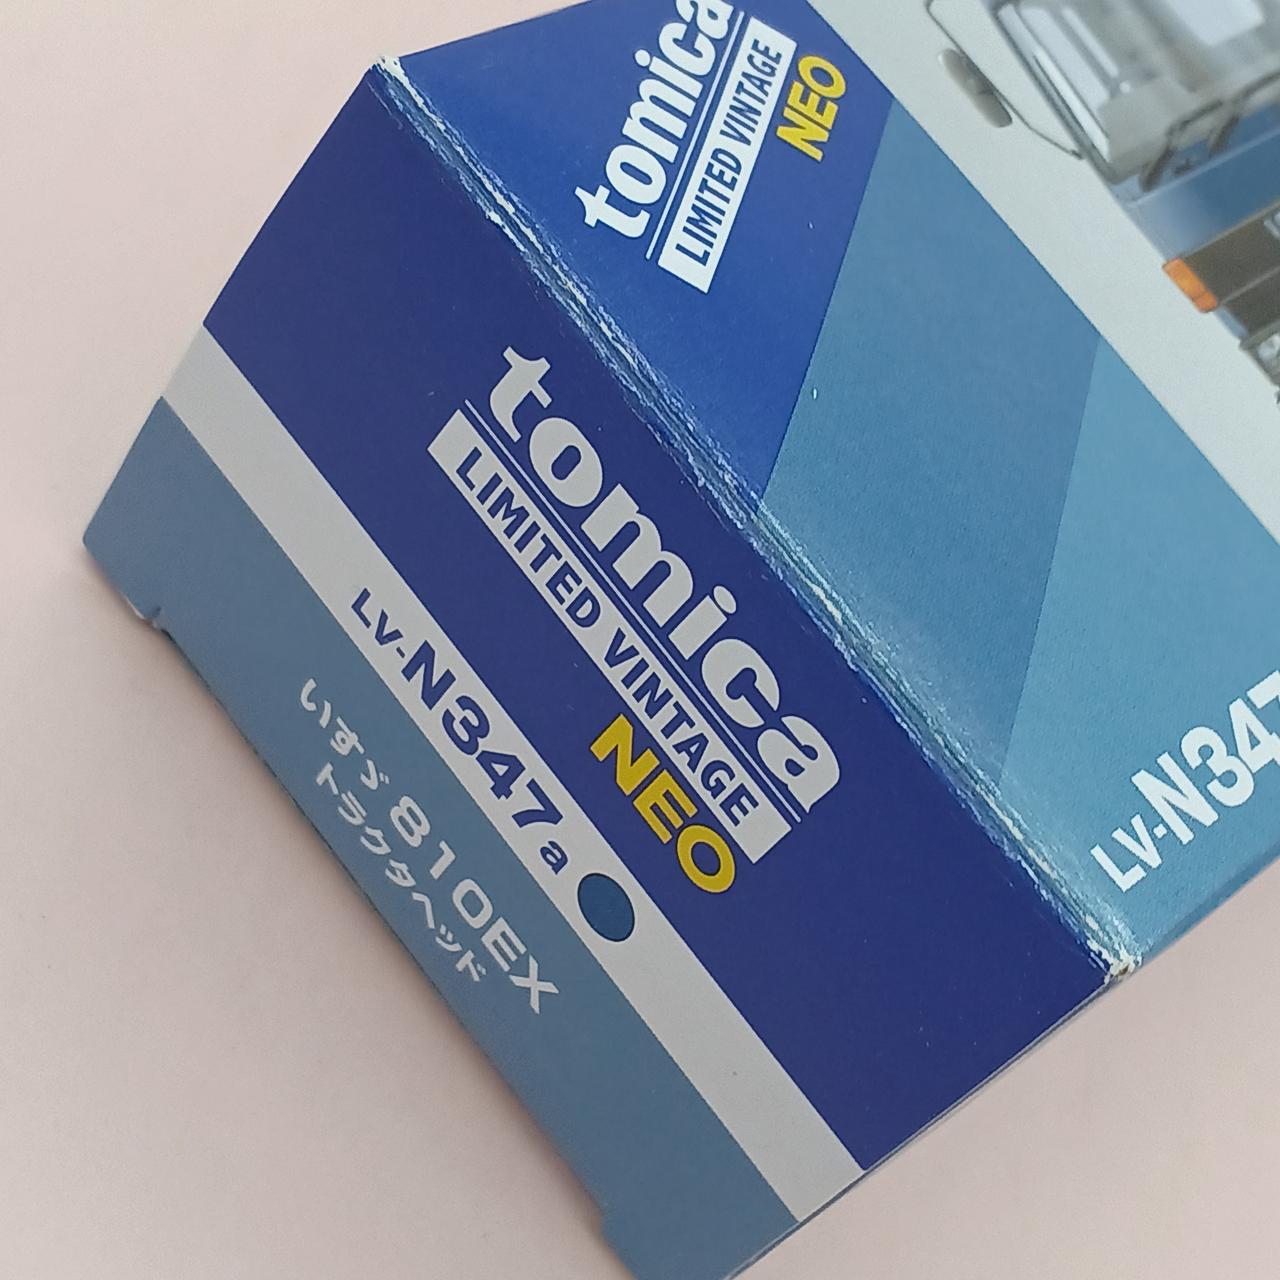 tomica
LIMITED VINTAGE
NEO
LV-N347
tomica
LIMITED VINTAGE
NEO
LV-N347a
いすゞ810EX
トラクタヘッド